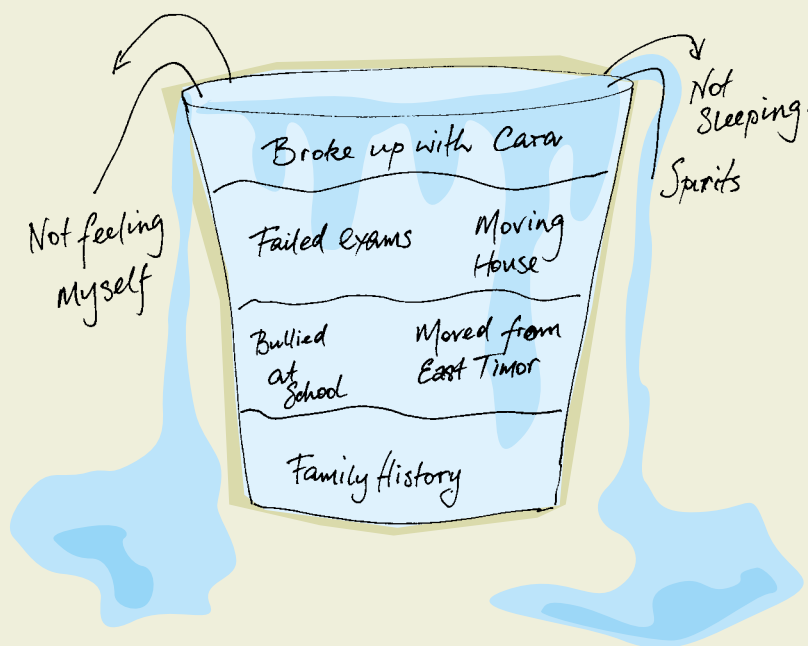 Not
Sleeping.
Spirits
Broke up with Cara
Not feeling
Myself
Failed exams
Moving
House
Bullied
at
School
Moved from
East Timor
Family History